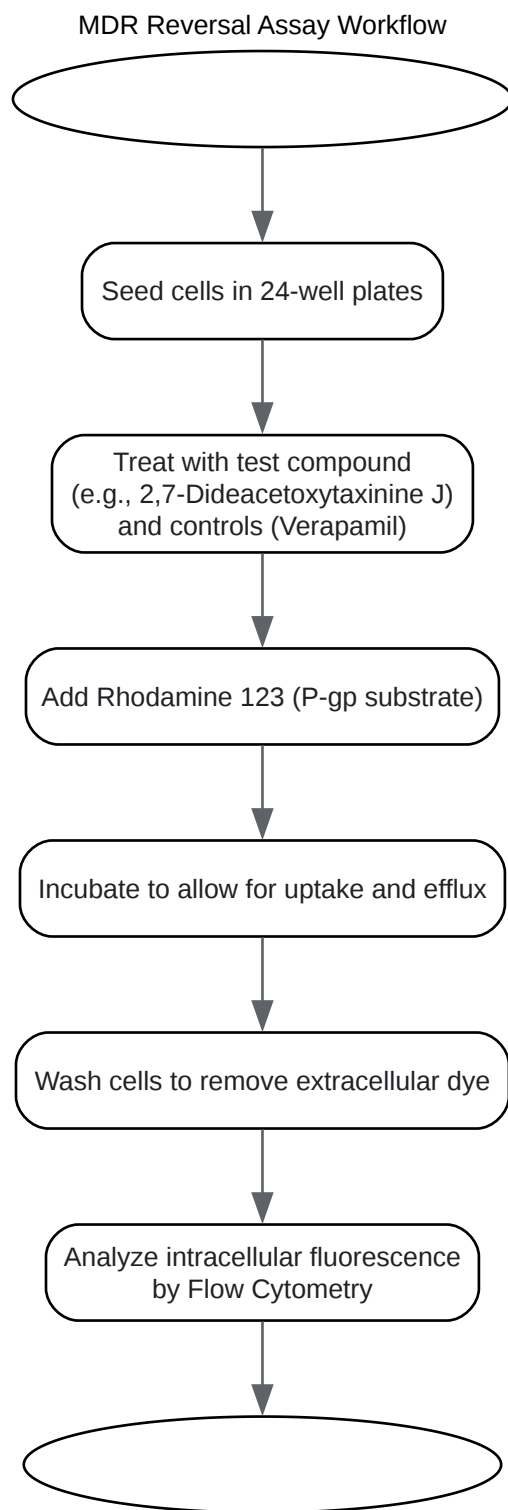 MDR Reversal Assay Workflow
Seed cells in 24-well plates
Treat with test compound
(e.g., 2,7-Dideacetoxytaxinine J)
and controls (Verapamil)
Add Rhodamine 123 (P-gp substrate)
Incubate to allow for uptake and efflux
Wash cells to remove extracellular dye
Analyze intracellular fluorescence
by Flow Cytometry